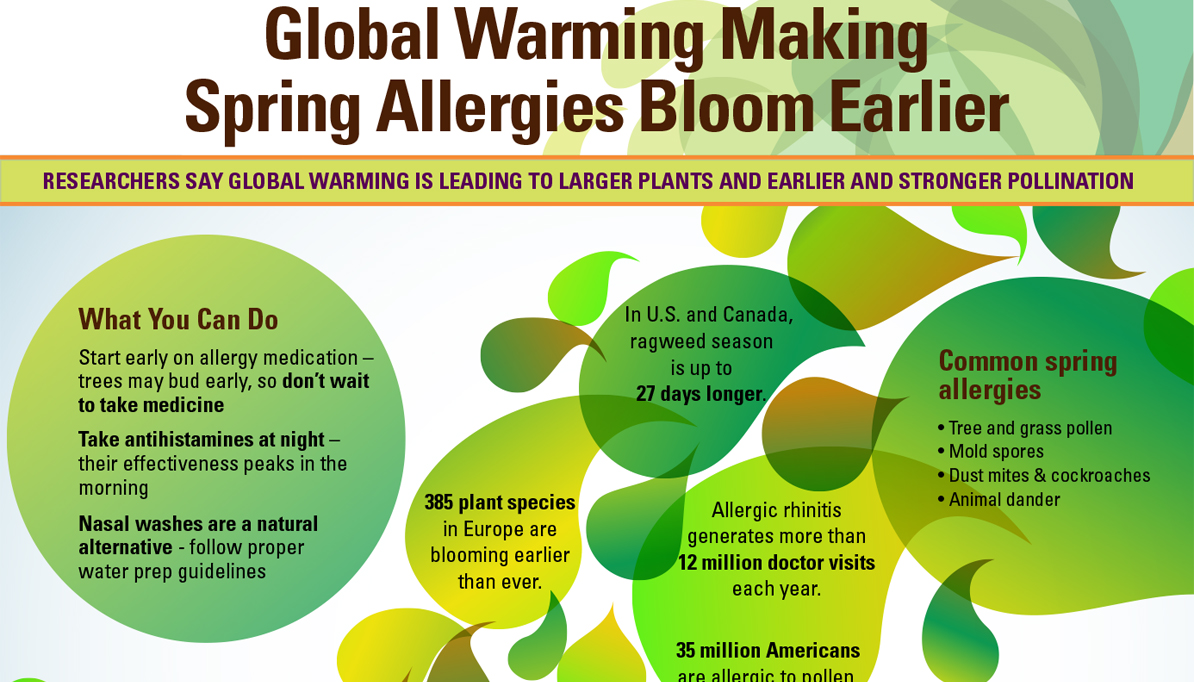 Global Warming Making
Spring Allergies Bloom Earlier
RESEARCHERS SAY GLOBAL WARMING IS LEADING TO LARGER PLANTS AND EARLIER AND STRONGER POLLINATION
What You Can Do
Start early on allergy medication –
trees may bud early, so don't wait
to take medicine
Take antihistamines at night –
their effectiveness peaks in the
morning
Nasal washes are a natural
alternative - follow proper
water prep guidelines
385 plant species
in Europe are
blooming earlier
than ever.
In U.S. and Canada,
ragweed season
is up to
27 days longer.
Allergic rhinitis
generates more than
12 million doctor visits
each year.
35 million Americans
are allergic to pollen
Common spring
allergies
• Tree and grass pollen
• Mold spores
• Dust mites & cockroaches
• Animal dander